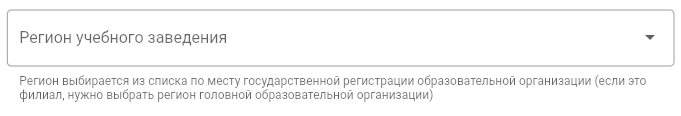 Регион учебного заведения
Регион выбирается из списка по месту государственной регистрации образовательной организации (если это
филиал, нужно выбрать регион головной образовательной организации)